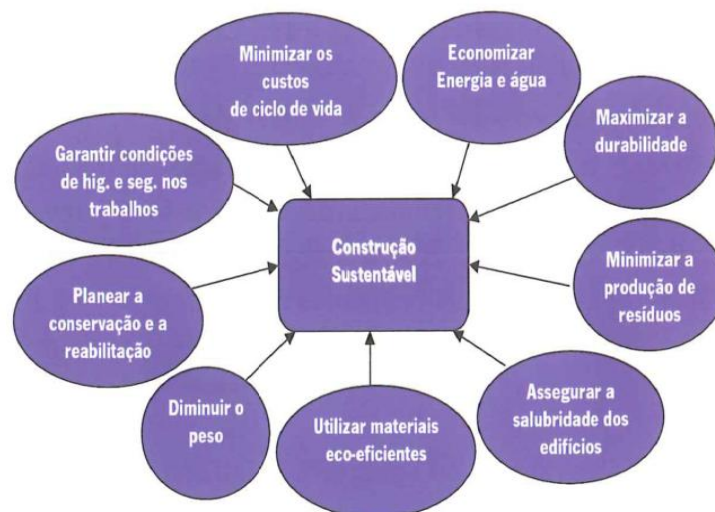 Minimizar os
custos
de ciclo de vida
Economizar
Energia e água
Maximizar a
durabilidade
Garantir condições
de hig. e seg. nos
trabalhos
Construção
Sustentável
Minimizar a
produção de
resíduos
Planear a
conservação e a
reabilitação
Diminuir o
peso
Utilizar materiais
eco-eficientes
Assegurar a
salubridade dos
edifícios